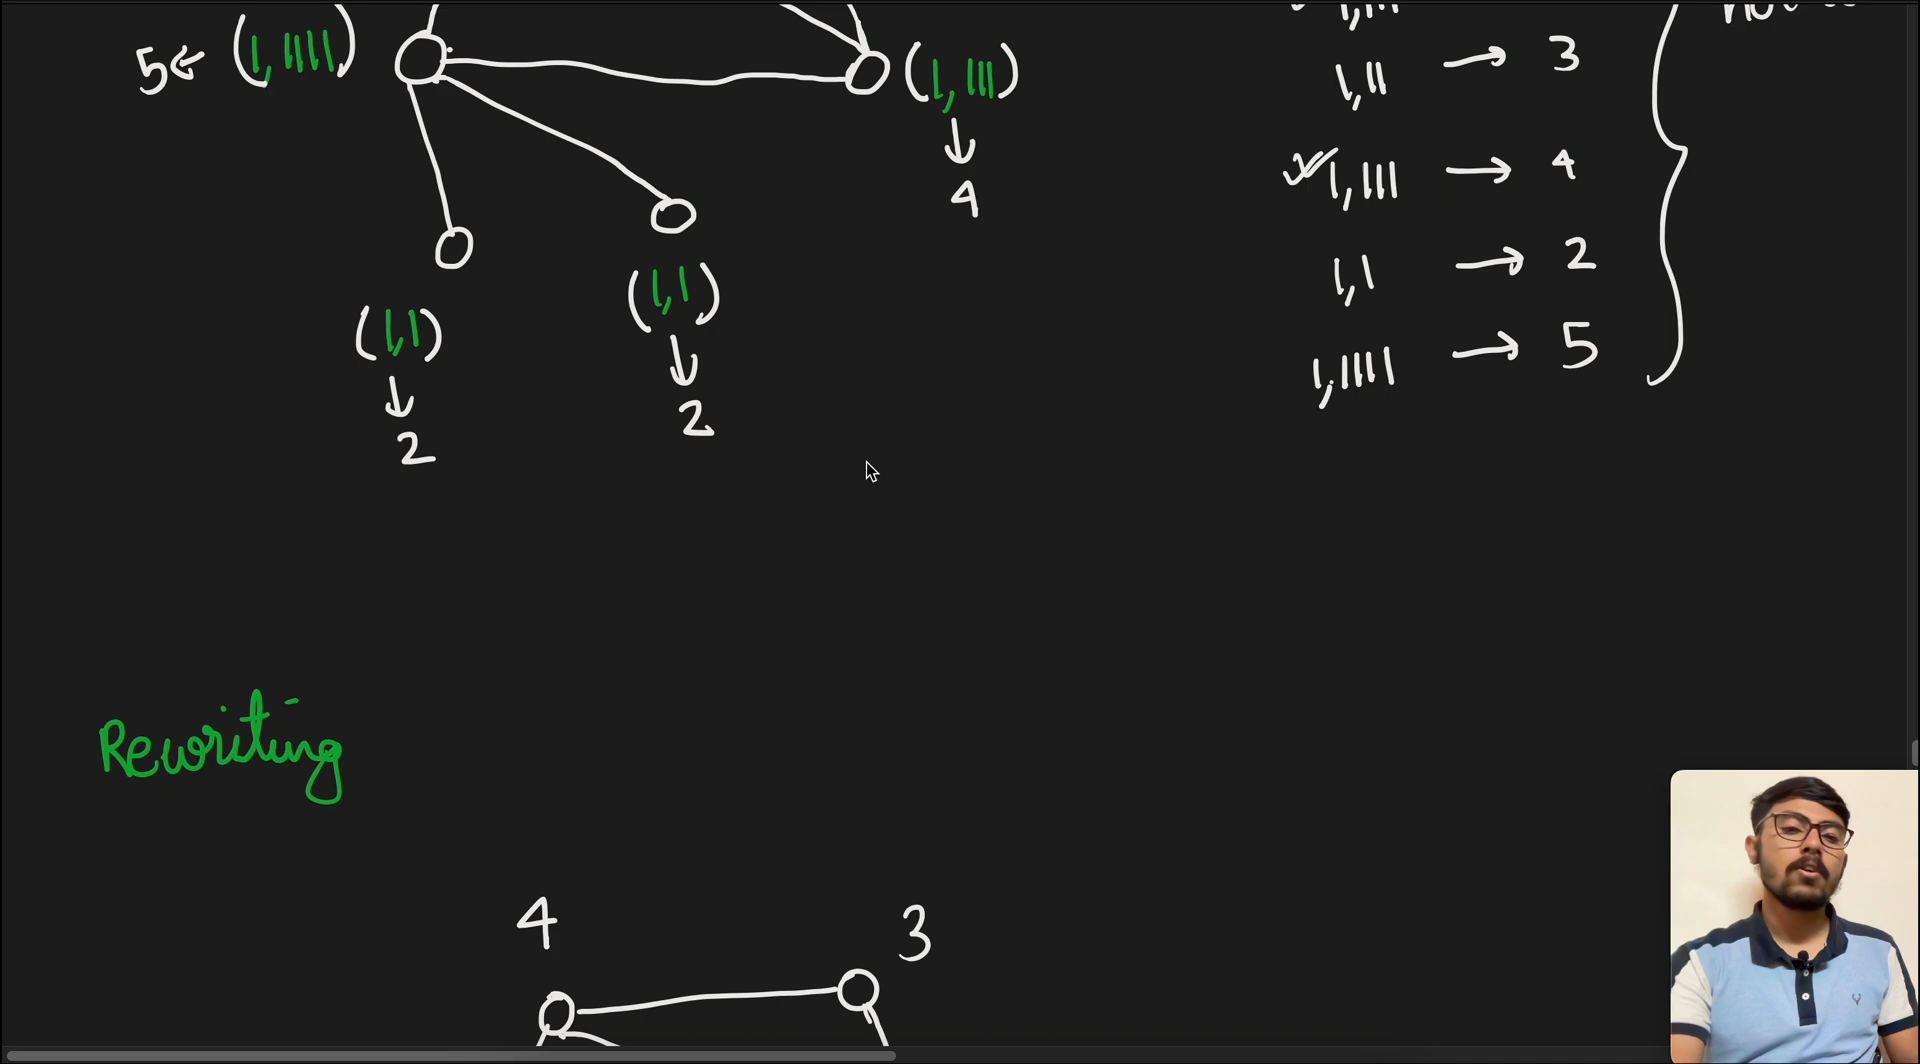 5← (1,1111)
(1,111)
↓
4
(1,1)
↓
2
(1,1)
↓
2
1,11 → 3
1,111 → 4
1,1 → 2
1,1111 → 5
Rewriting
4
3